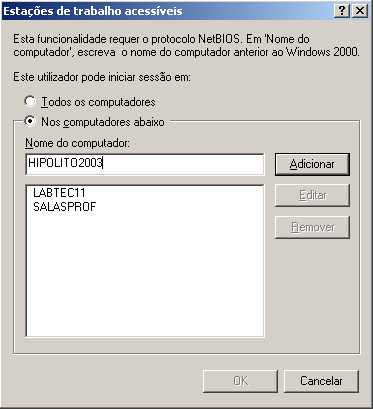 Estações de trabalho acessíveis
Esta funcionalidade requer o protocolo NetBIOS. Em 'Nome do
computador', escreva o nome do computador anterior ao Windows 2000.
Este utilizador pode iniciar sessão em:
Todos os computadores
Nos computadores abaixo
Nome do computador:
HIPOLITO2003
Adicionar
LABTEC11
Editar
SALASPROF
Remover
OK
Cancelar